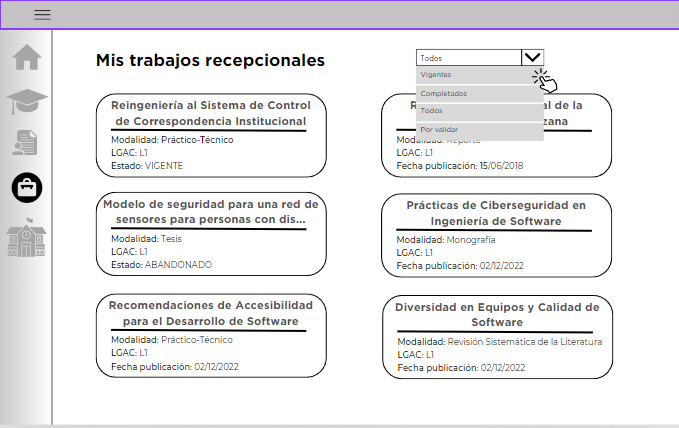 Mis trabajos recepcionales
Todos
Vigentes
Completados
Todos
Por validar
Reingeniería al Sistema de Control
de Correspondencia Institucional
Modalidad: Práctico-Técnico
LGAC: L1
Estado: VIGENTE
al de la
zana
Modalidad: Reporte
LGAC: L1
Fecha publicación: 15/06/2018
Modelo de seguridad para una red de
sensores para personas con dis...
Modalidad: Tesis
LGAC: L1
Estado: ABANDONADO
Prácticas de Ciberseguridad en
Ingeniería de Software
Modalidad: Monografía
LGAC: L1
Fecha publicación: 02/12/2022
Recomendaciones de Accesibilidad
para el Desarrollo de Software
Modalidad: Práctico-Técnico
LGAC: L1
Fecha publicación: 02/12/2022
Diversidad en Equipos y Calidad de
Software
Modalidad: Revisión Sistemática de la Literatura
LGAC: L1
Fecha publicación: 02/12/2022